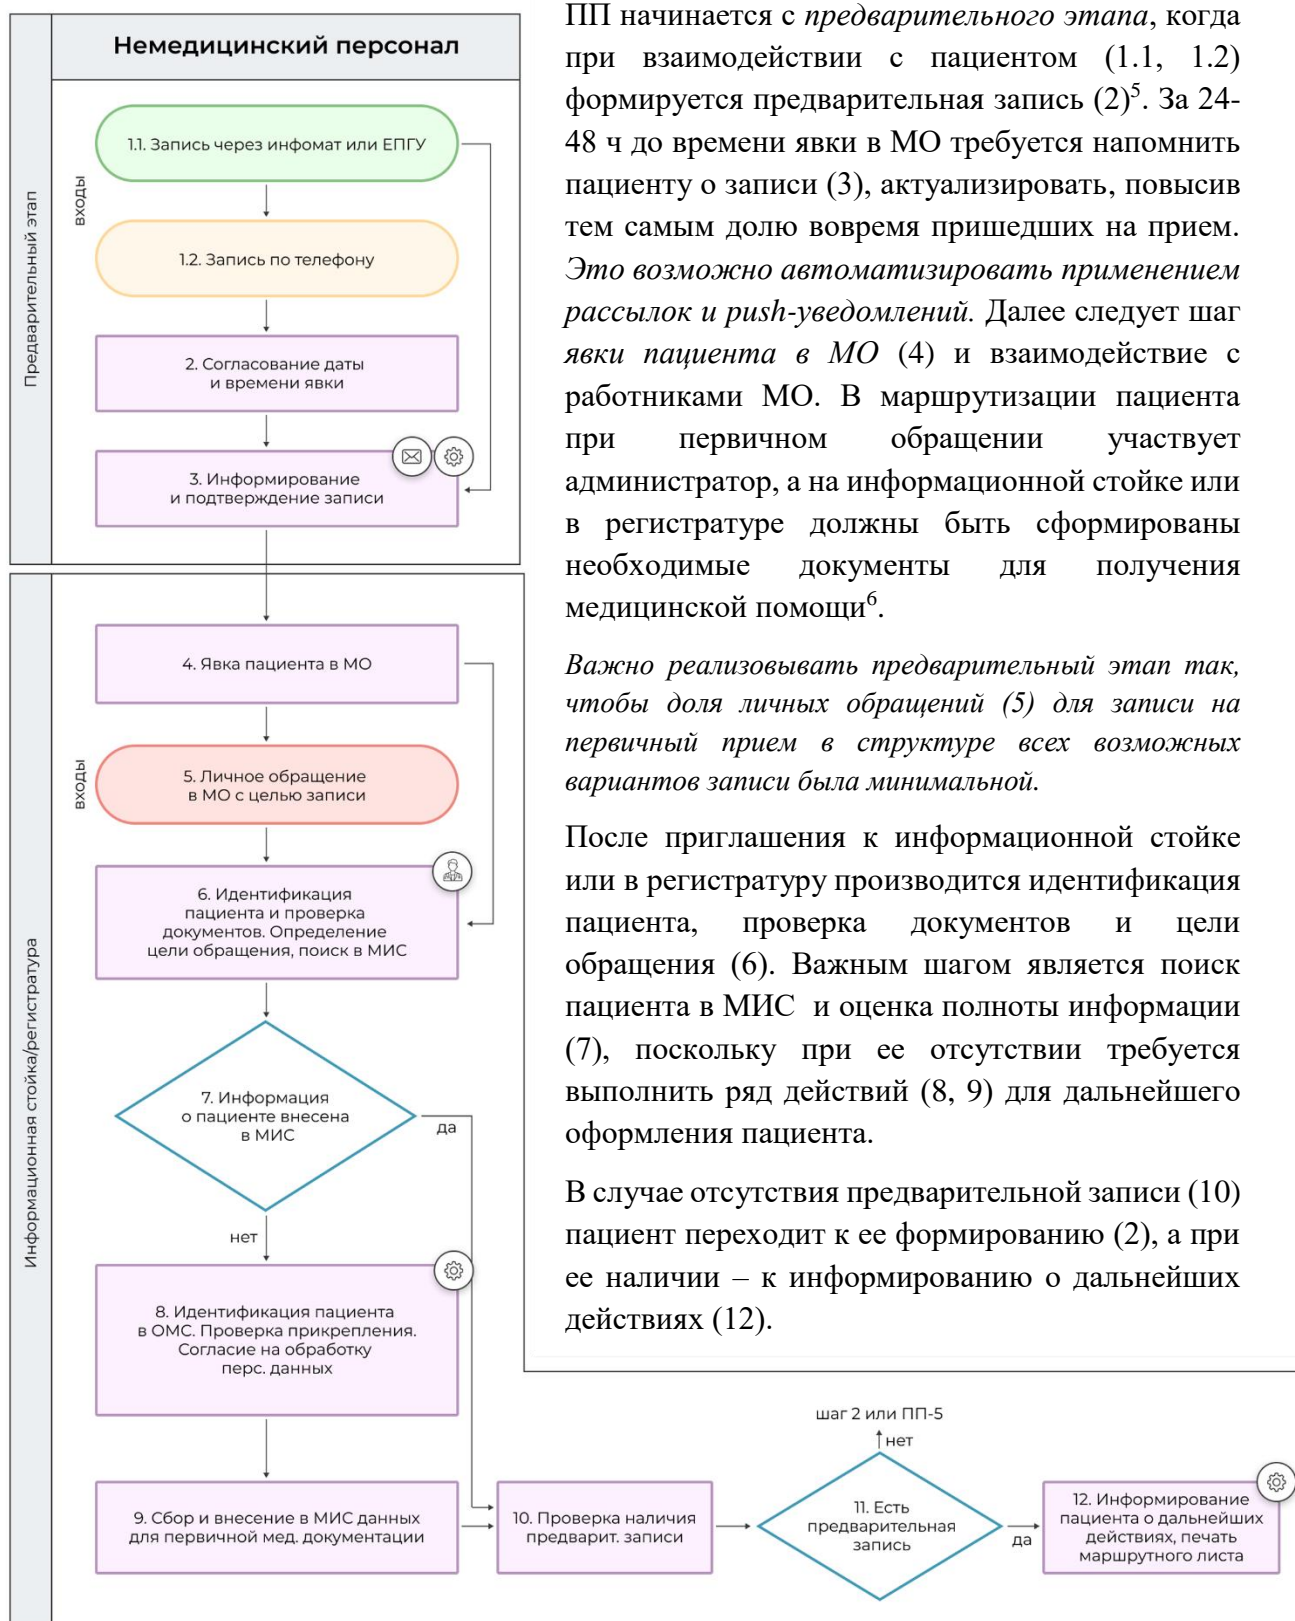 Немедицинский персонал
Предварительный этап
входы
1.1. Запись через инфомат или ЕПГУ
1.2. Запись по телефону
2. Согласование даты
и времени явки
3. Информирование
и подтверждение записи
ПП начинается с предварительного этапа, когда
при взаимодействии с пациентом (1.1, 1.2)
формируется предварительная запись (2)⁵. За 24-
48 ч до времени явки в МО требуется напомнить
пациенту о записи (3), актуализировать, повысив
тем самым долю вовремя пришедших на прием.
Это возможно автоматизировать применением
рассылок и push-уведомлений. Далее следует шаг
явки пациента в МО (4) и взаимодействие с
работниками МО. В маршрутизации пациента
при первичном обращении участвует
администратор, а на информационной стойке или
в регистратуре должны быть сформированы
необходимые документы для получения
медицинской помощи⁶.
Важно реализовывать предварительный этап так,
чтобы доля личных обращений (5) для записи на
первичный прием в структуре всех возможных
вариантов записи была минимальной.
После приглашения к информационной стойке
или в регистратуру производится идентификация
пациента, проверка документов и цели
обращения (6). Важным шагом является поиск
пациента в МИС и оценка полноты информации
(7), поскольку при ее отсутствии требуется
выполнить ряд действий (8, 9) для дальнейшего
оформления пациента.
В случае отсутствия предварительной записи (10)
пациент переходит к ее формированию (2), а при
ее наличии – к информированию о дальнейших
действиях (12).
Информационная стойка/регистратура
4. Явка пациента в МО
входы
5. Личное обращение
в МО с целью записи
6. Идентификация
пациента и проверка
документов. Определение
цели обращения, поиск в МИС
7. Информация
о пациенте внесена
в МИС
да
нет
8. Идентификация пациента
в ОМС. Проверка прикрепления.
Согласие на обработку
перс. данных
9. Сбор и внесение в МИС данных
для первичной мед. документации
10. Проверка наличия
предварит. записи
шаг 2 или ПП-5
нет
11. Есть
предварительная
запись
да
12. Информирование
пациента о дальнейших
действиях, печать
маршрутного листа